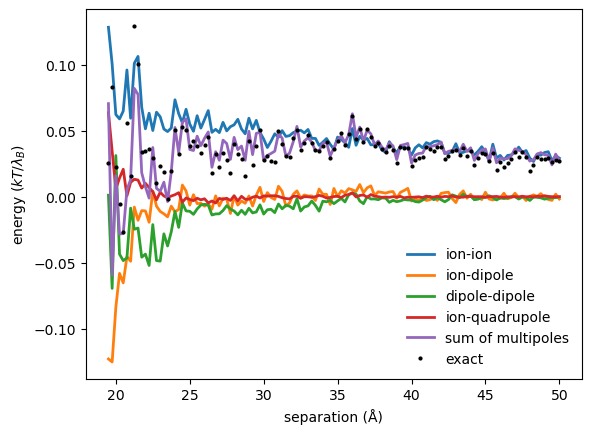 0.10
0.05
0.00
−0.05
−0.10
energy (kT/λB)
ion-ion
ion-dipole
dipole-dipole
ion-quadrupole
sum of multipoles
exact
20 25 30 35 40 45 50
separation (Å)